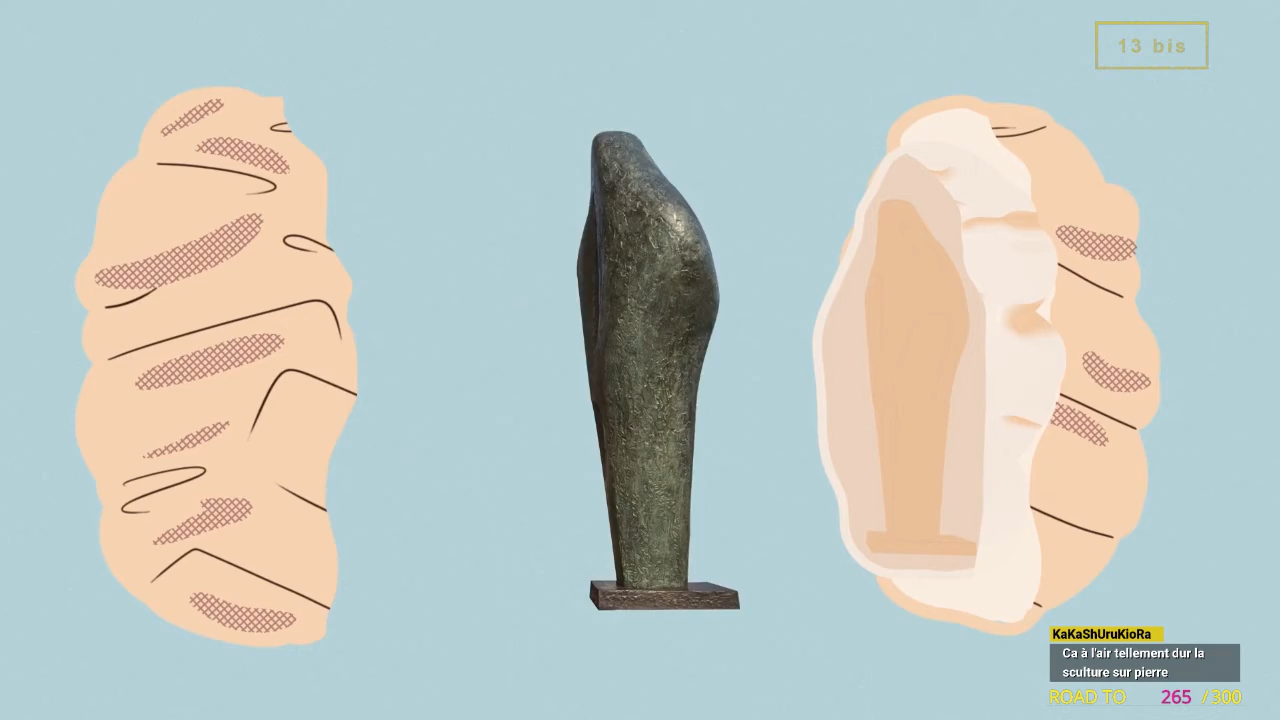 13 bis
KaKaShUruKioRa
Ca à l'air tellement dur la
sculture sur pierre
ROAD TO 265 /300